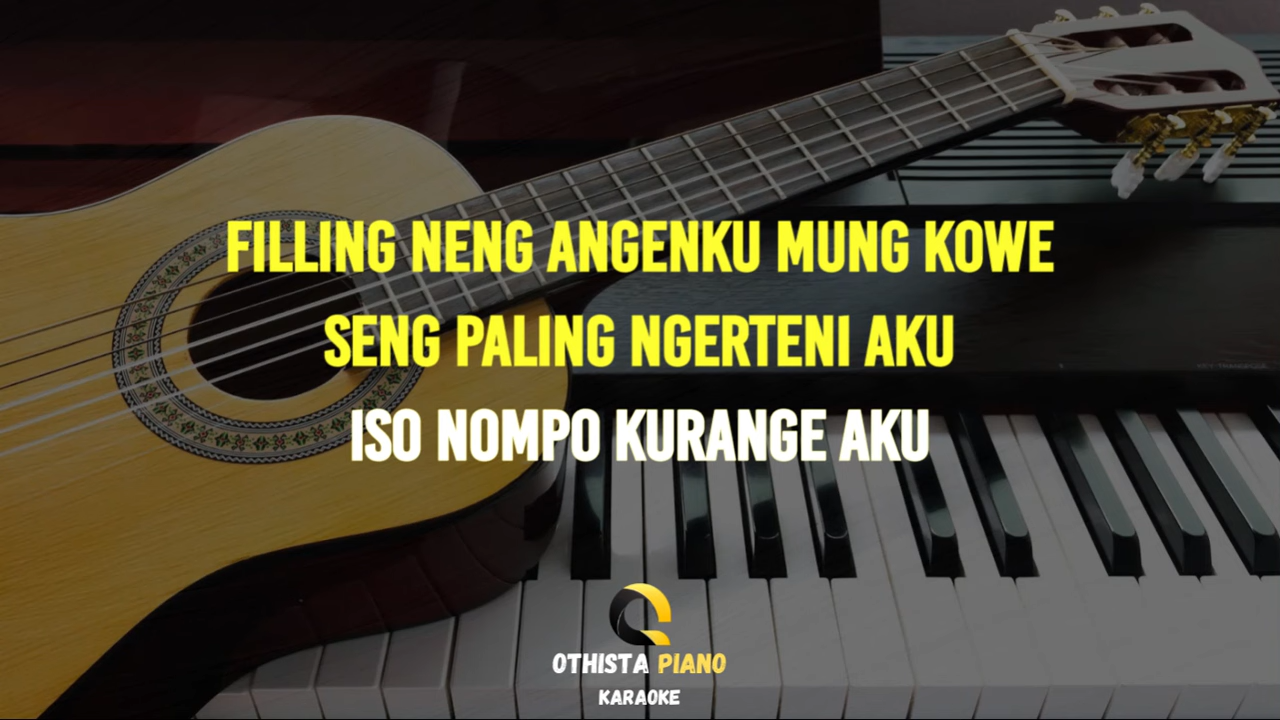 FILLING NENG ANGENKU MUNG KOWE
SENG PALING NGERTENI AKU
ISO NOMPO KURANGE AKU
OTHISTA PIANO
KARAOKE